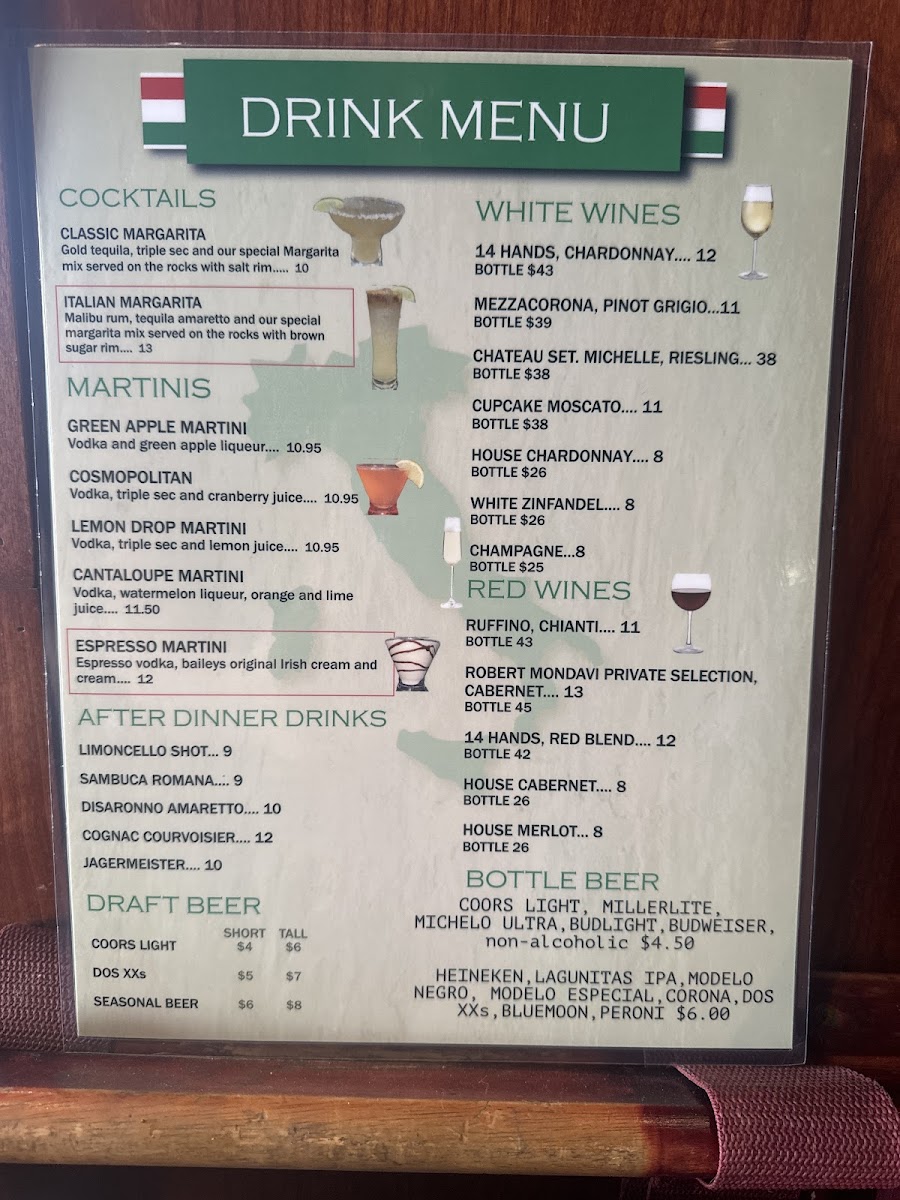 DRINK MENU
COCKTAILS
CLASSIC MARGARITA
Gold tequila, triple sec and our special Margarita
mix served on the rocks with salt rim..... 10
ITALIAN MARGARITA
Malibu rum, tequila amaretto and our special
margarita mix served on the rocks with brown
sugar rim.... 13
MARTINIS
GREEN APPLE MARTINI
Vodka and green apple liqueur.... 10.95
COSMOPOLITAN
Vodka, triple sec and cranberry juice.... 10.95
LEMON DROP MARTINI
Vodka, triple sec and lemon juice.... 10.95
CANTALOUPE MARTINI
Vodka, watermelon liqueur, orange and lime
juice.... 11.50
ESPRESSO MARTINI
Espresso vodka, baileys original Irish cream and
cream.... 12
AFTER DINNER DRINKS
LIMONCELLO SHOT... 9
SAMBUCA ROMANA.... 9
DISARONNO AMARETTO.... 10
COGNAC COURVOISIER.... 12
JAGERMEISTER.... 10
DRAFT BEER
SHORT TALL
COORS LIGHT $4 $6
DOS XXs $5 $7
SEASONAL BEER $6 $8
WHITE WINES
14 HANDS, CHARDONNAY.... 12
BOTTLE $43
MEZZACORONA, PINOT GRIGIO...11
BOTTLE $39
CHATEAU SET. MICHELLE, RIESLING... 38
BOTTLE $38
CUPCAKE MOSCATO.... 11
BOTTLE $38
HOUSE CHARDONNAY.... 8
BOTTLE $26
WHITE ZINFANDEL.... 8
BOTTLE $26
CHAMPAGNE...8
BOTTLE $25
RED WINES
RUFFINO, CHIANTI.... 11
BOTTLE 43
ROBERT MONDAVI PRIVATE SELECTION,
CABERNET.... 13
BOTTLE 45
14 HANDS, RED BLEND.... 12
BOTTLE 42
HOUSE CABERNET.... 8
BOTTLE 26
HOUSE MERLOT... 8
BOTTLE 26
BOTTLE BEER
COORS LIGHT, MILLERLITE,
MICHELO ULTRA,BUDLIGHT,BUDWEISER,
non-alcoholic $4.50
HEINEKEN,LAGUNITAS IPA,MODELO
NEGRO, MODELO ESPECIAL,CORONA,DOS
XXs,BLUEMOON,PERONI $6.00